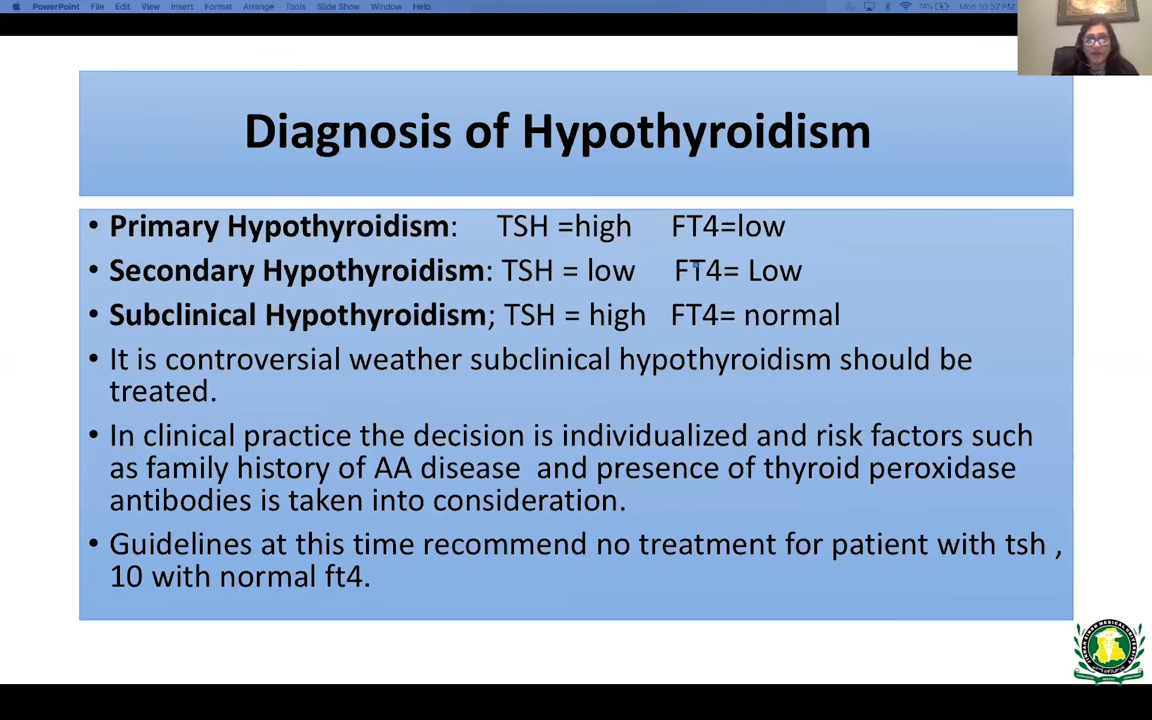 PowerPoint File Edit View Insert Format Arrange Tools Slide Show Window Help 74% Mon 10:57 PM
Diagnosis of Hypothyroidism
• Primary Hypothyroidism: TSH =high FT4=low
• Secondary Hypothyroidism: TSH = low FT4= Low
• Subclinical Hypothyroidism; TSH = high FT4= normal
• It is controversial weather subclinical hypothyroidism should be
treated.
• In clinical practice the decision is individualized and risk factors such
as family history of AA disease and presence of thyroid peroxidase
antibodies is taken into consideration.
• Guidelines at this time recommend no treatment for patient with tsh ,
10 with normal ft4.